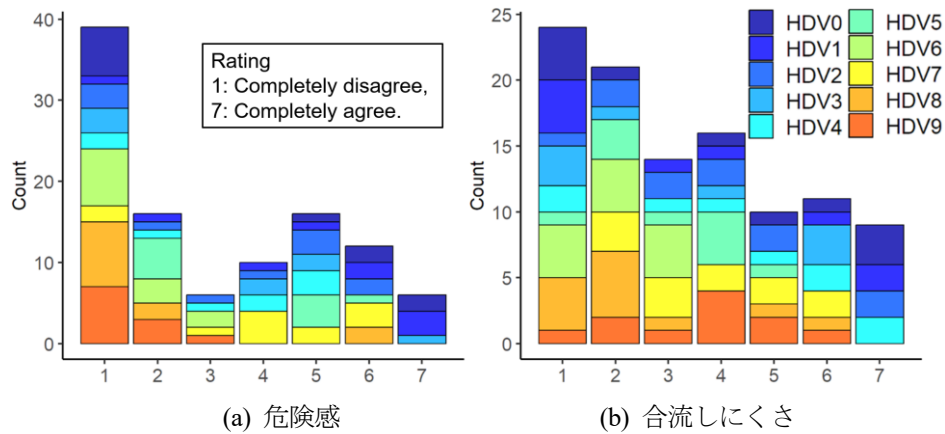 Rating
1: Completely disagree,
7: Completely agree.
Count
40
30
20
10
0
1 2 3 4 5 6 7
(a) 危険感
HDV0 HDV5
HDV1 HDV6
HDV2 HDV7
HDV3 HDV8
HDV4 HDV9
Count
25
20
15
10
5
0
1 2 3 4 5 6 7
(b) 合流しにくさ